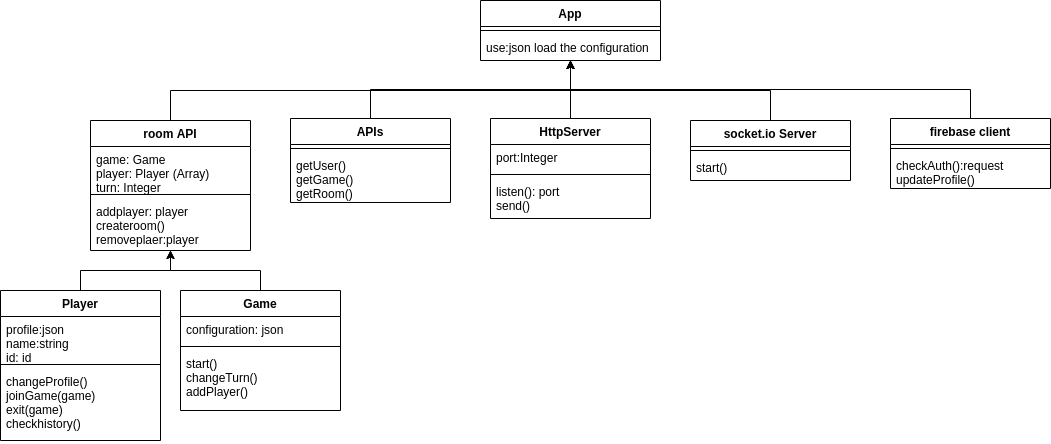 App
use:json load the configuration
room API
game: Game
player: Player (Array)
turn: Integer
addplayer: player
createroom()
removeplaer:player
APIs
getUser()
getGame()
getRoom()
HttpServer
port:Integer
listen(): port
send()
socket.io Server
start()
firebase client
checkAuth():request
updateProfile()
Player
profile:json
name:string
id: id
changeProfile()
joinGame(game)
exit(game)
checkhistory()
Game
configuration: json
start()
changeTurn()
addPlayer()